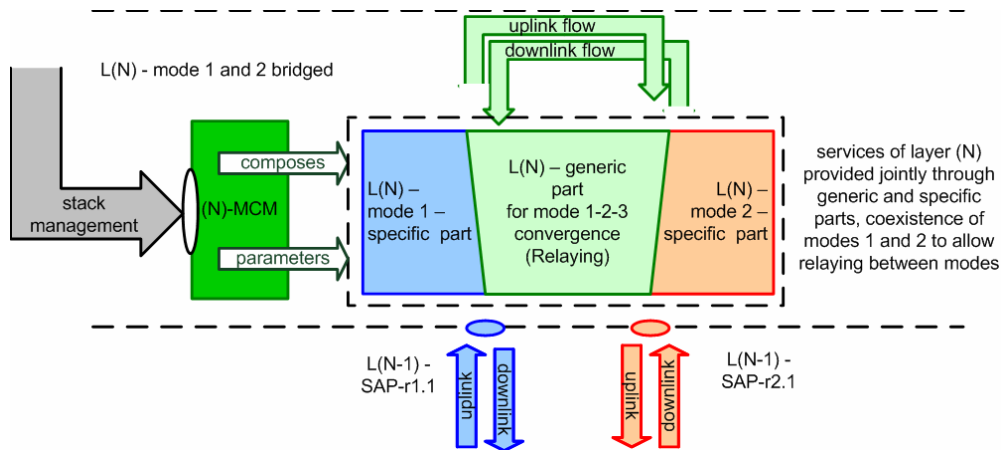 uplink flow
downlink flow
L(N) - mode 1 and 2 bridged
stack
management
(N)-MCM
composes
parameters
L(N) –
mode 1 –
specific part
L(N) – generic
part
for mode 1-2-3
convergence
(Relaying)
L(N) –
mode 2 –
specific part
services of layer (N)
provided jointly through
generic and specific
parts, coexistence of
modes 1 and 2 to allow
relaying between modes
L(N-1) -
SAP-r1.1
uplink
downlink
uplink
downlink
L(N-1) -
SAP-r2.1